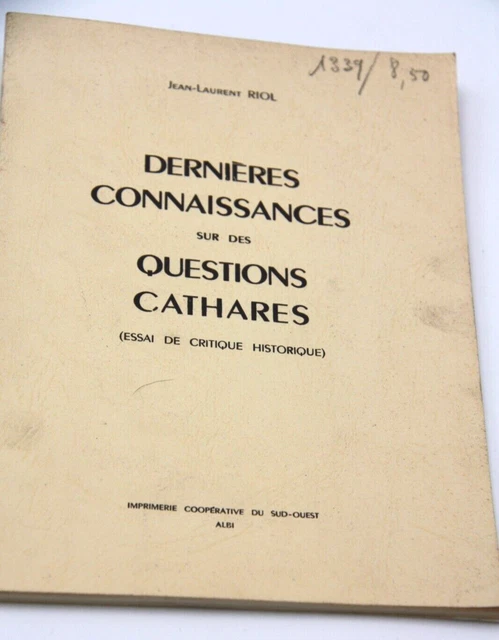 1339/8,50
JEAN-LAURENT RIOL
DERNIÈRES
CONNAISSANCES
SUR DES
QUESTIONS
CATHARES
(ESSAI DE CRITIQUE HISTORIQUE)
IMPRIMERIE COOPÉRATIVE DU SUD-OUEST
ALBI